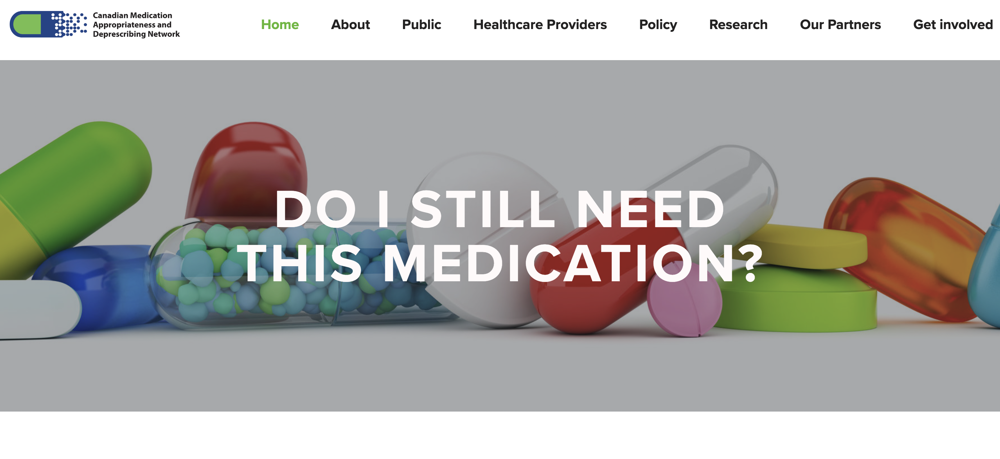 Canadian Medication
Appropriateness and
Deprescribing Network
Home About Public Healthcare Providers Policy Research Our Partners Get involved
DO I STILL NEED
THIS MEDICATION?